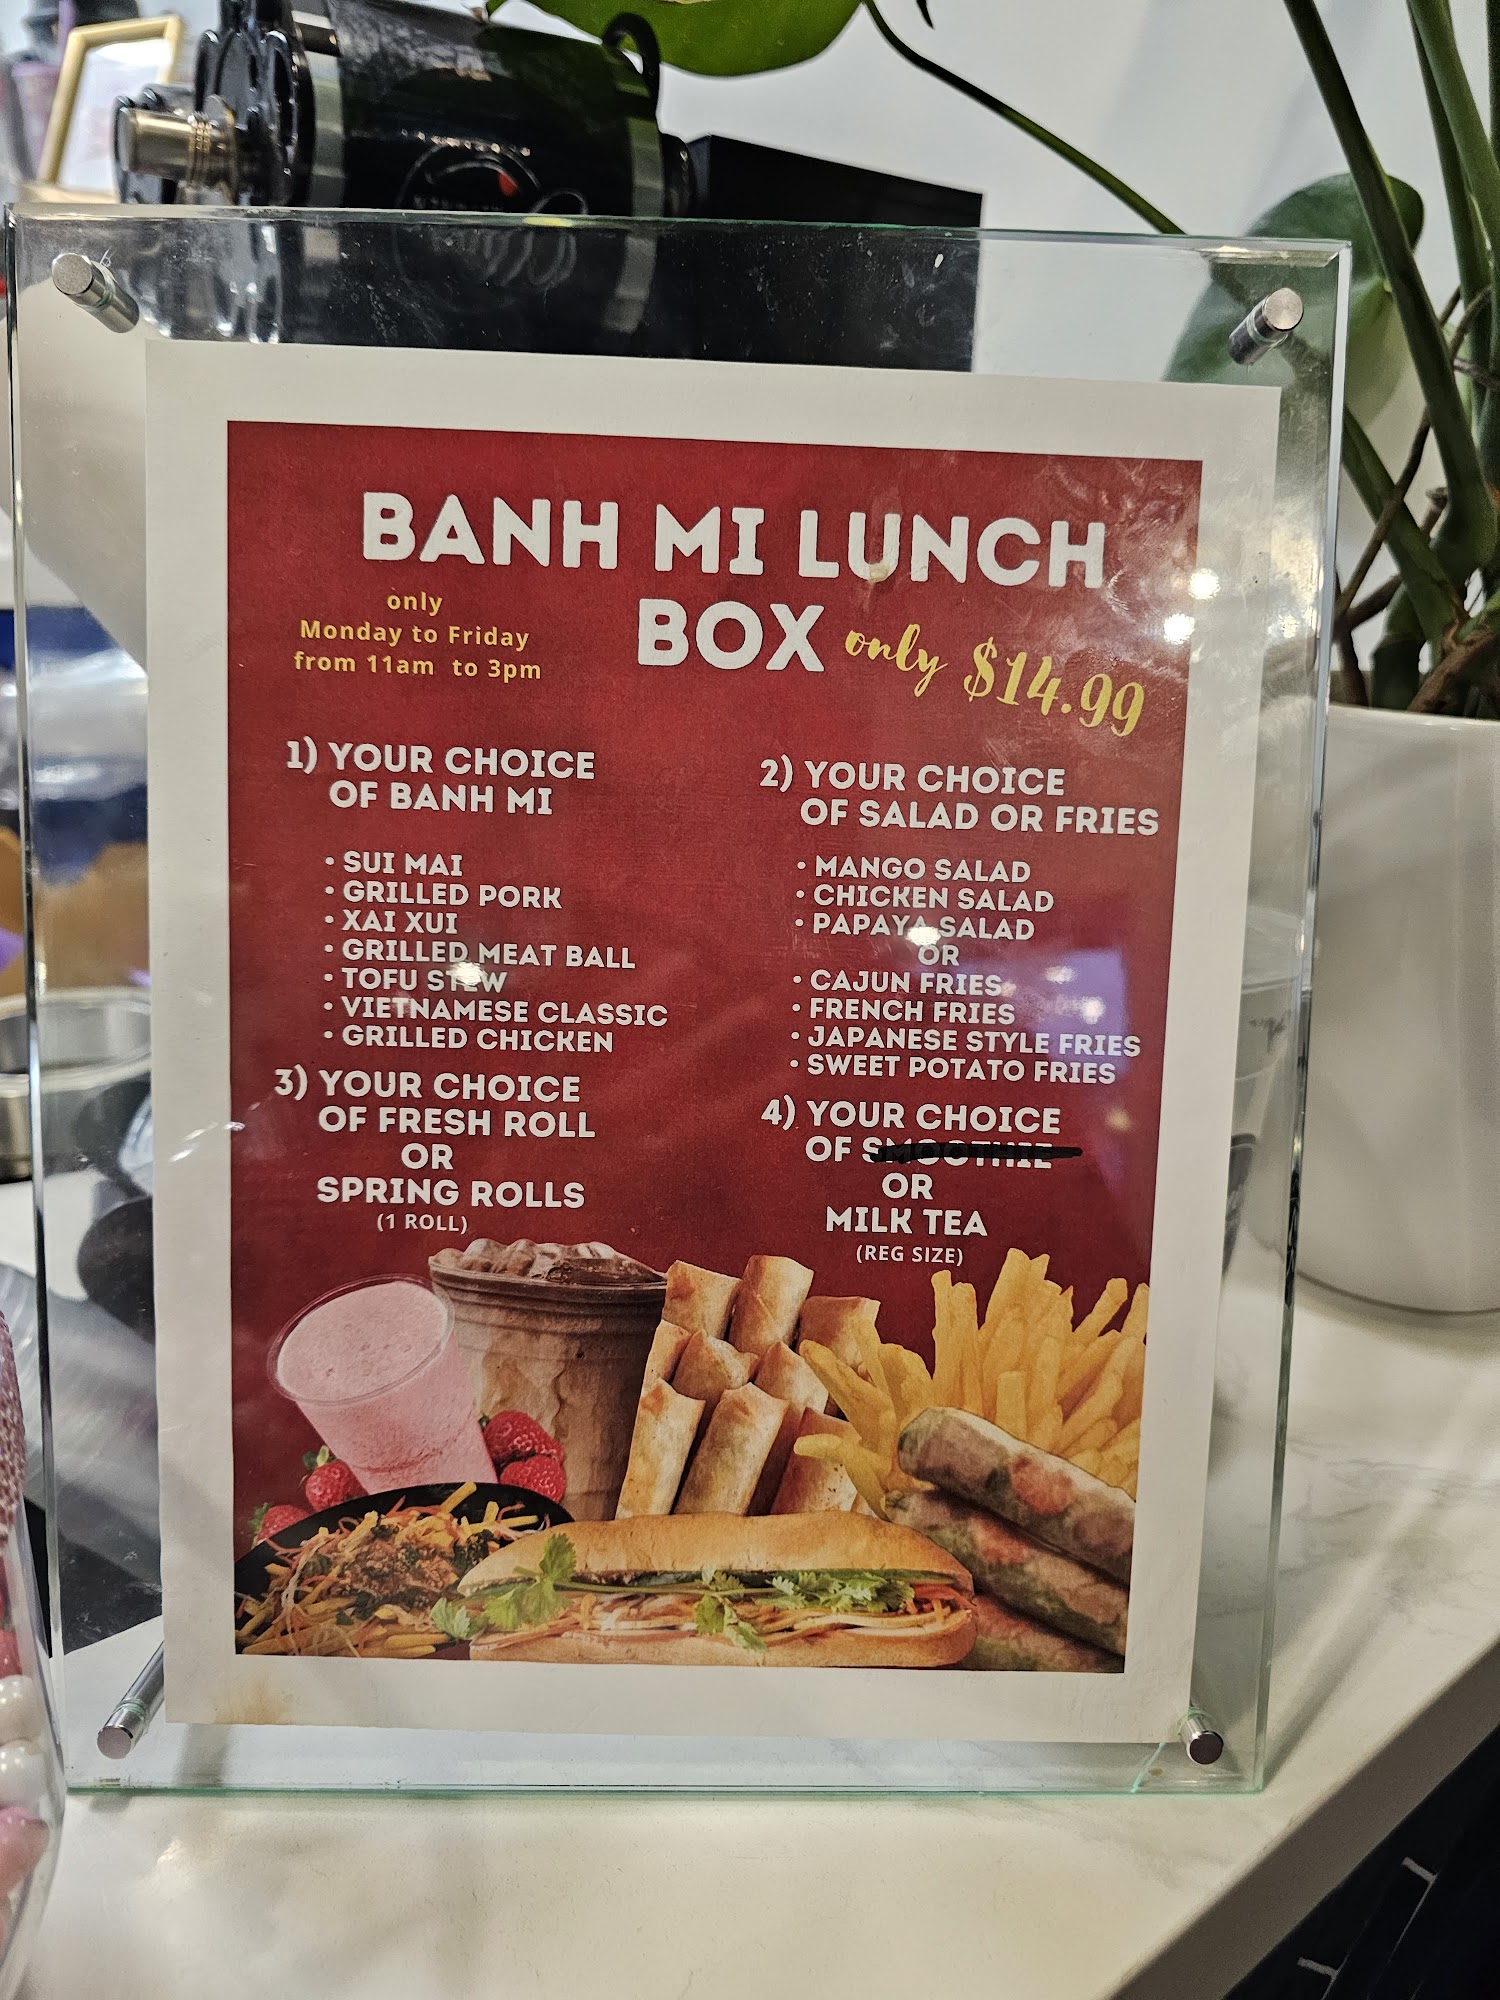 BANH MI LUNCH
BOX only $14.99
only
Monday to Friday
from 11am to 3pm
1) YOUR CHOICE
OF BANH MI
• SUI MAI
• GRILLED PORK
• XAI XUI
• GRILLED MEAT BALL
• TOFU STEW
• VIETNAMESE CLASSIC
• GRILLED CHICKEN
2) YOUR CHOICE
OF SALAD OR FRIES
• MANGO SALAD
• CHICKEN SALAD
• PAPAYA SALAD
OR
• CAJUN FRIES
• FRENCH FRIES
• JAPANESE STYLE FRIES
• SWEET POTATO FRIES
3) YOUR CHOICE
OF FRESH ROLL
OR
SPRING ROLLS
(1 ROLL)
4) YOUR CHOICE
OF SMOOTHIE
OR
MILK TEA
(REG SIZE)